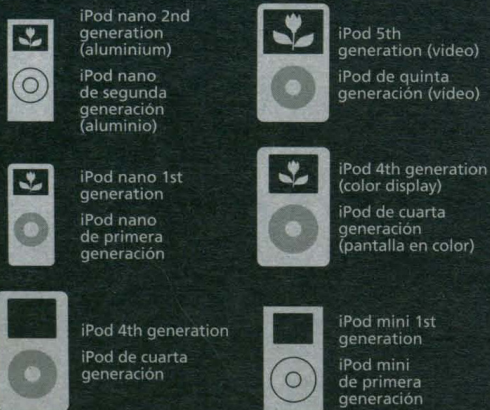 iPod nano 2nd
generation
(aluminium)
iPod nano
de segunda
generación
(aluminio)
iPod 5th
generation (video)
iPod de quinta
generación (vídeo)
iPod nano 1st
generation
iPod nano
de primera
generación
iPod 4th generation
(color display)
iPod de cuarta
generación
(pantalla en color)
iPod 4th generation
iPod de cuarta
generación
iPod mini 1st
generation
iPod mini
de primera
generación